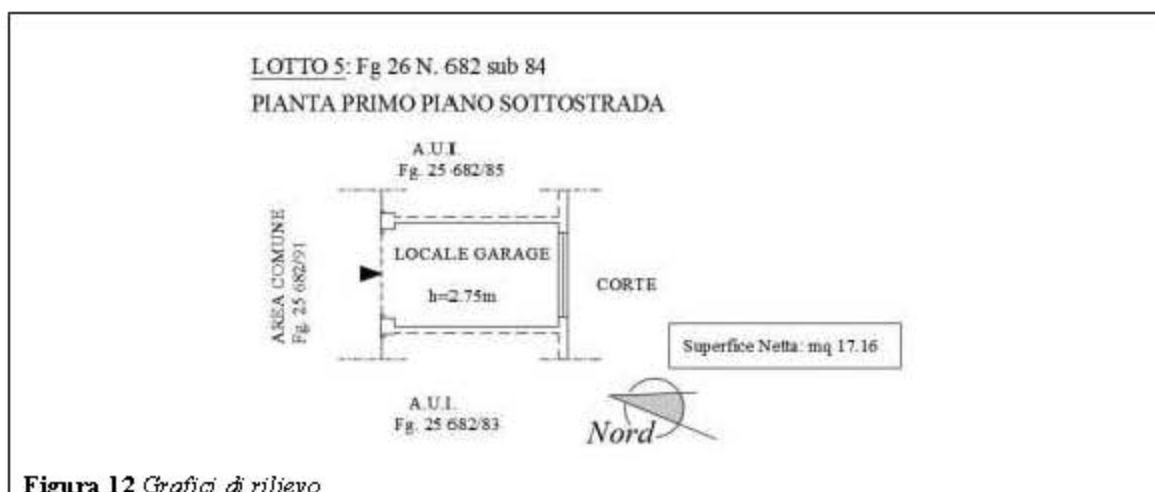 LOTTO 5: Fg 26 N. 682 sub 84
PIANTA PRIMO PIANO SOTTOSTRADA
A.U.I.
Fg. 25 682/85
AREA COMUNE
Fg. 25 682/91
LOCALE GARAGE
h=2.75m
CORTE
Superfice Netta: mq 17.16
A.U.I.
Fg. 25 682/83
Nord
Figura 12 Grafici di rilievo